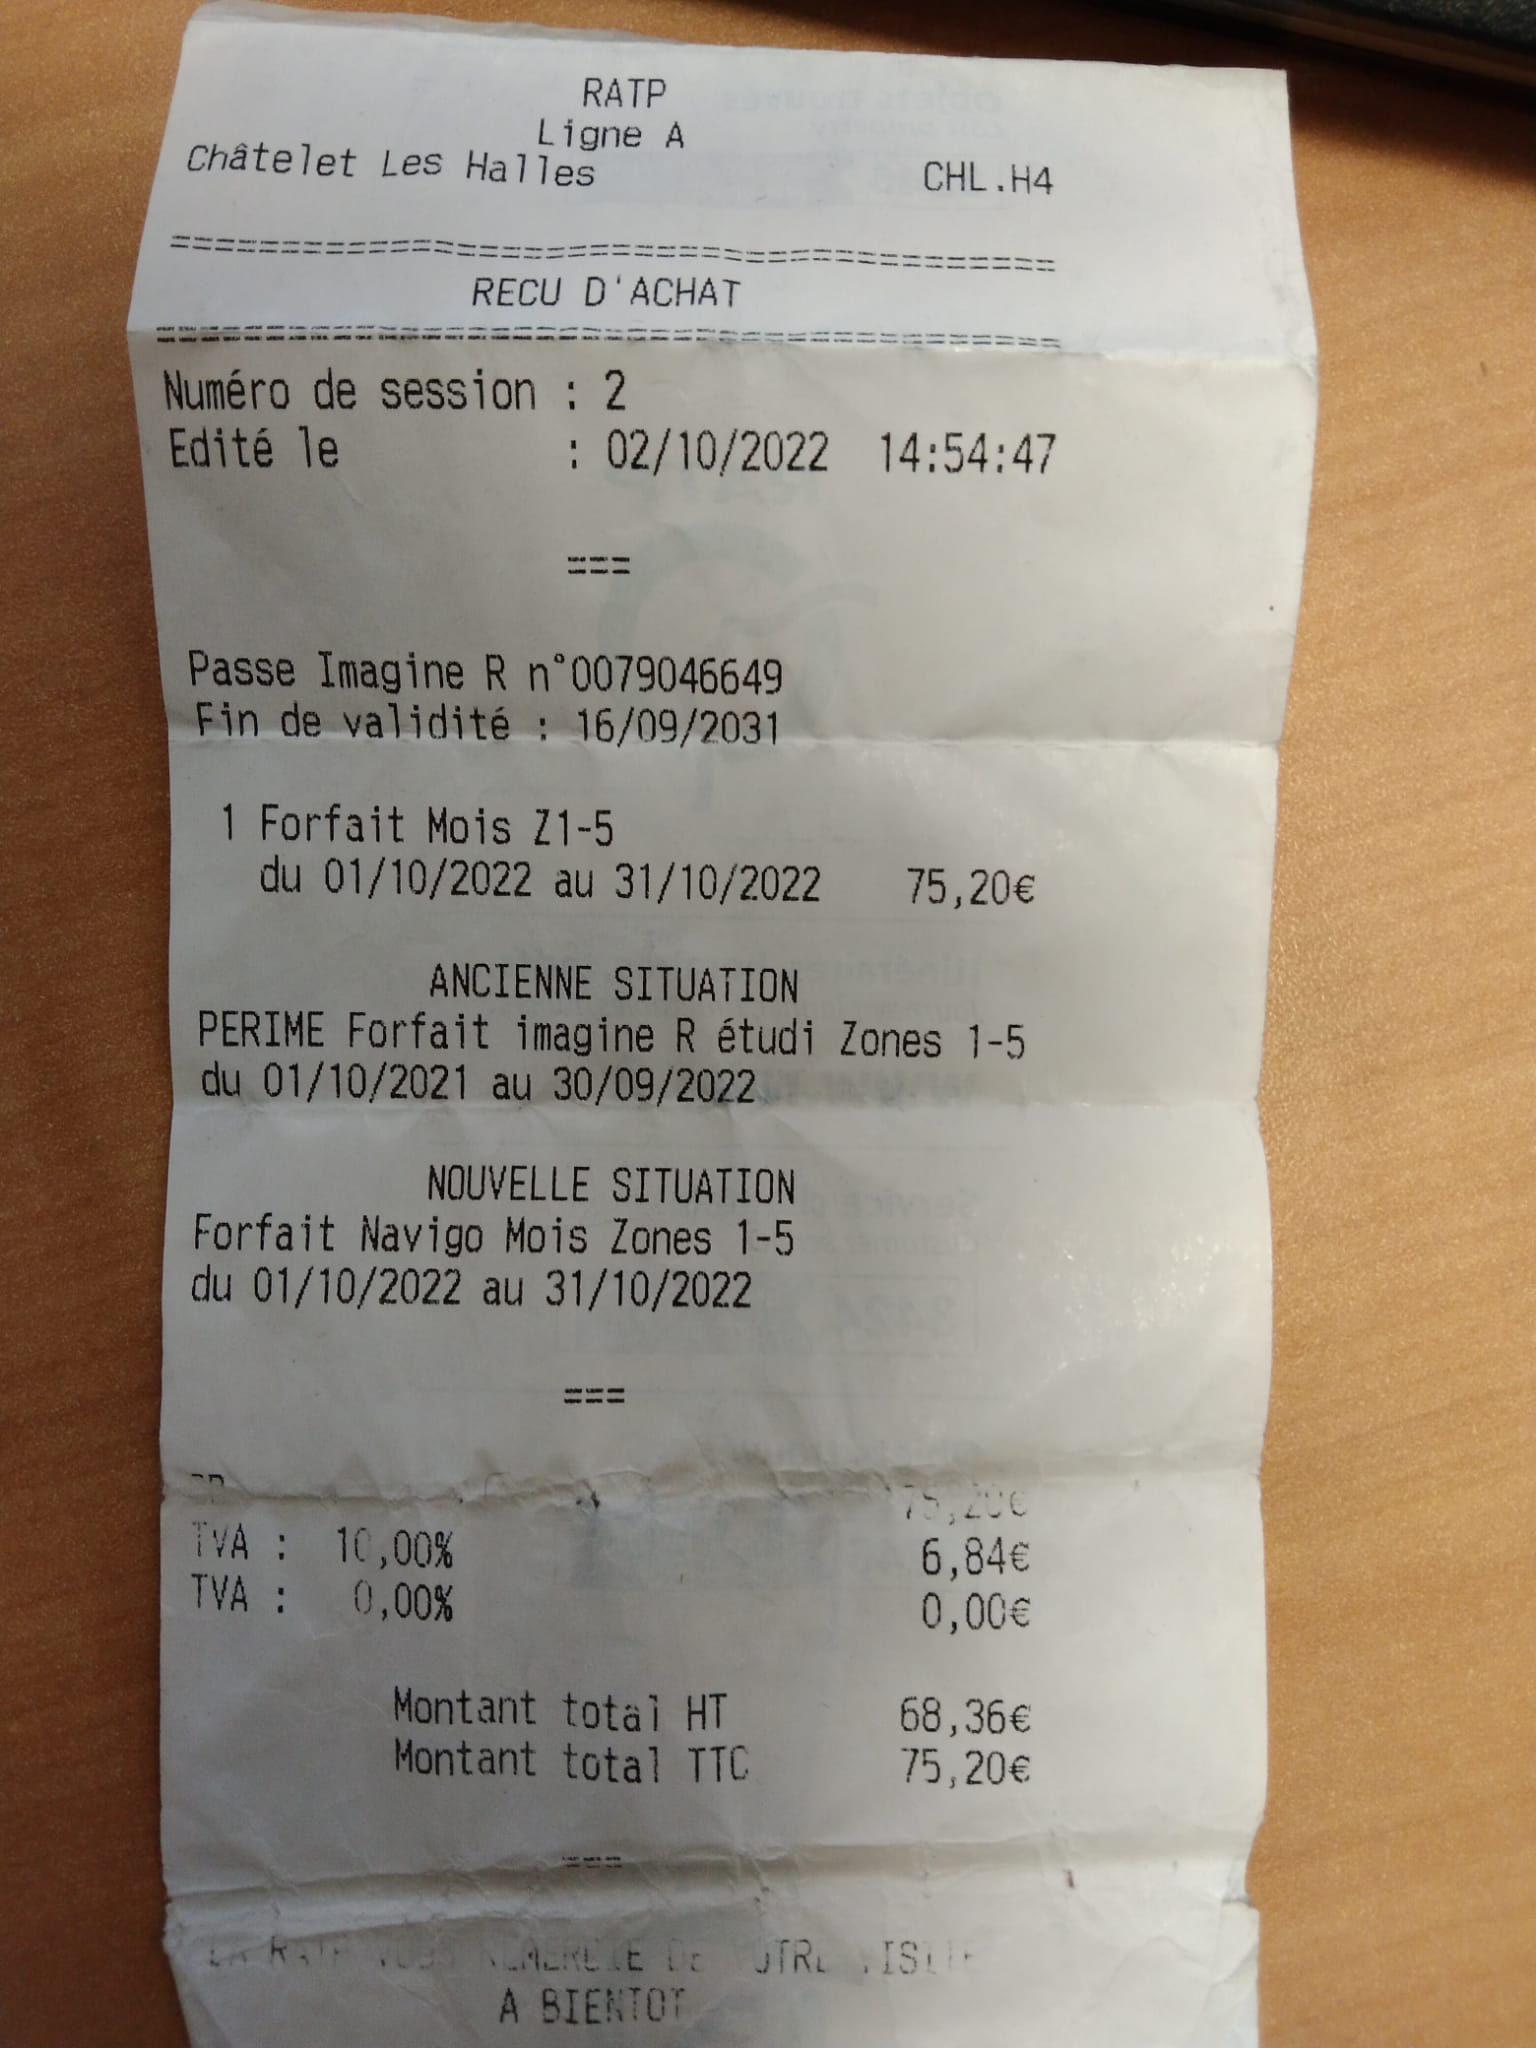 RATP
Ligne A
Châtelet Les Halles CHL.H4
===========================================
RECU D'ACHAT
===========================================
Numéro de session : 2
Edité le : 02/10/2022 14:54:47
===
Passe Imagine R n°0079046649
Fin de validité : 16/09/2031
1 Forfait Mois Z1-5
du 01/10/2022 au 31/10/2022 75,20€
ANCIENNE SITUATION
PERIME Forfait imagine R étudi Zones 1-5
du 01/10/2021 au 30/09/2022
NOUVELLE SITUATION
Forfait Navigo Mois Zones 1-5
du 01/10/2022 au 31/10/2022
===
75,20€
TVA : 10,00% 6,84€
TVA : 0,00% 0,00€
Montant total HT 68,36€
Montant total TTC 75,20€
===
LA RATP VOUS REMERCIE DE VOTRE VISITE
A BIENTOT